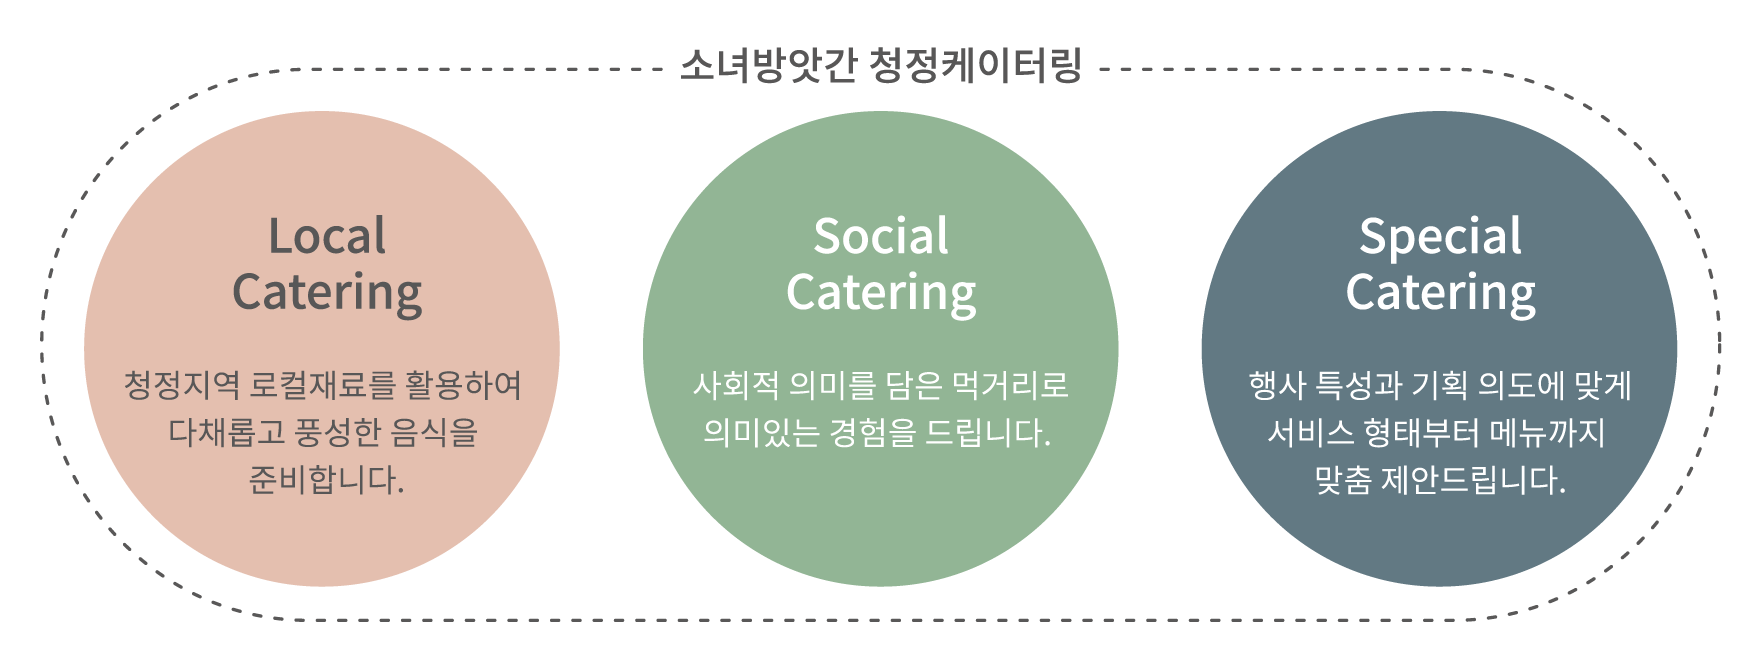 소녀방앗간 청정케이터링
Local
Catering
청정지역 로컬재료를 활용하여
다채롭고 풍성한 음식을
준비합니다.
Social
Catering
사회적 의미를 담은 먹거리로
의미있는 경험을 드립니다.
Special
Catering
행사 특성과 기획 의도에 맞게
서비스 형태부터 메뉴까지
맞춤 제안드립니다.